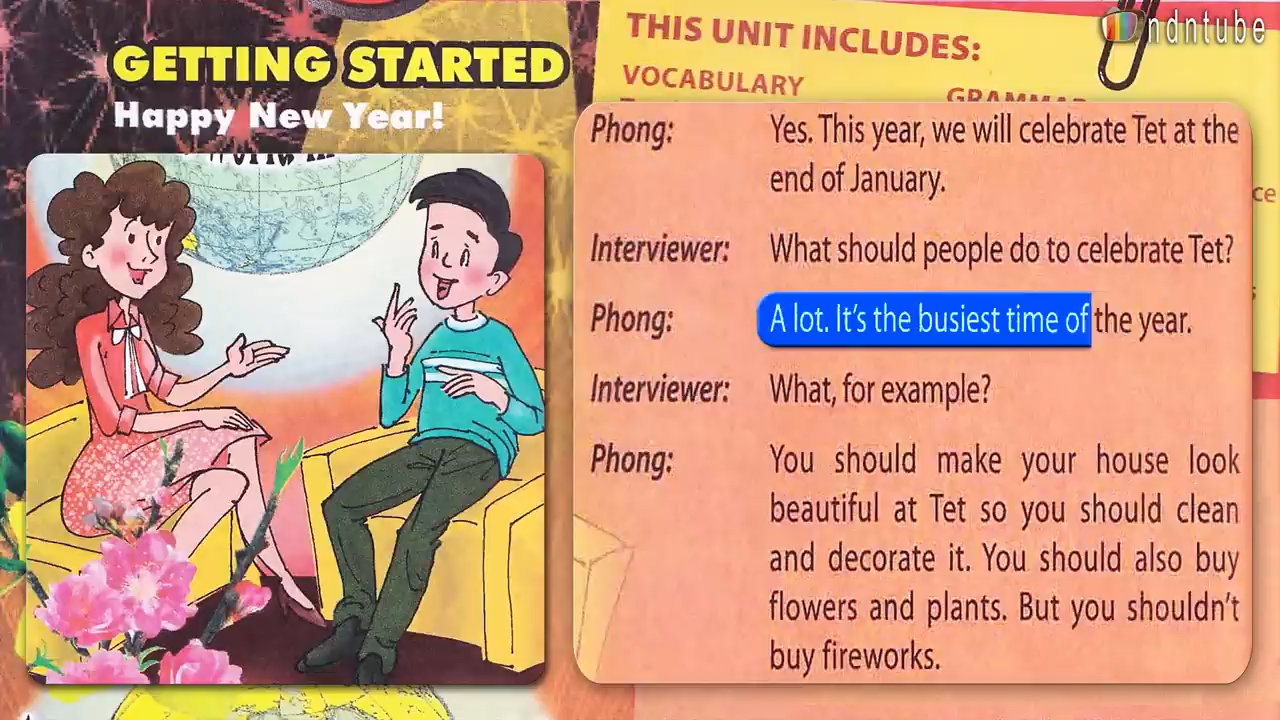 GETTING STARTED
Happy New Year!
THIS UNIT INCLUDES:
VOCABULARY
GRAMMAR
ndntube
Phong: Yes. This year, we will celebrate Tet at the
end of January.
Interviewer: What should people do to celebrate Tet?
Phong: A lot. It's the busiest time of the year.
Interviewer: What, for example?
Phong: You should make your house look
beautiful at Tet so you should clean
and decorate it. You should also buy
flowers and plants. But you shouldn't
buy fireworks.